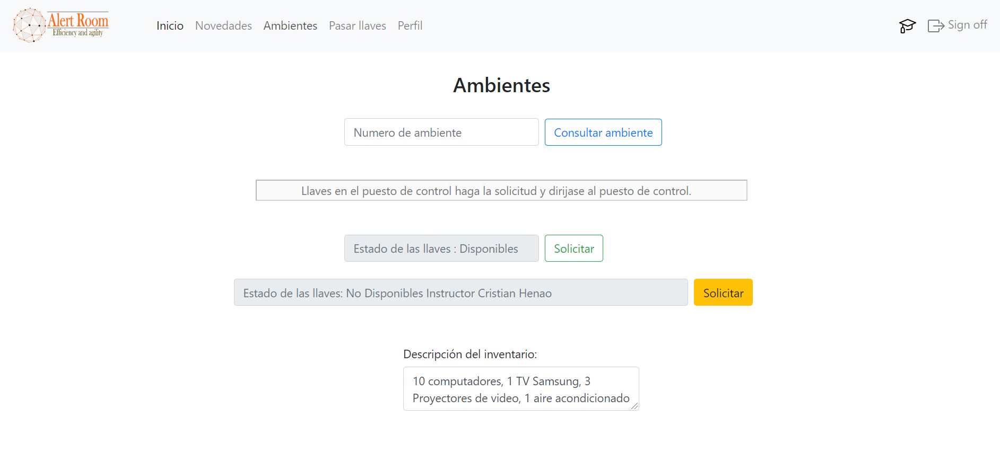 Alert Room
Efficiency and agility
Inicio Novedades Ambientes Pasar llaves Perfil
Sign off
Ambientes
Numero de ambiente
Consultar ambiente
Llaves en el puesto de control haga la solicitud y dirijase al puesto de control.
Estado de las llaves : Disponibles
Solicitar
Estado de las llaves: No Disponibles Instructor Cristian Henao
Solicitar
Descripción del inventario:
10 computadores, 1 TV Samsung, 3
Proyectores de video, 1 aire acondicionado